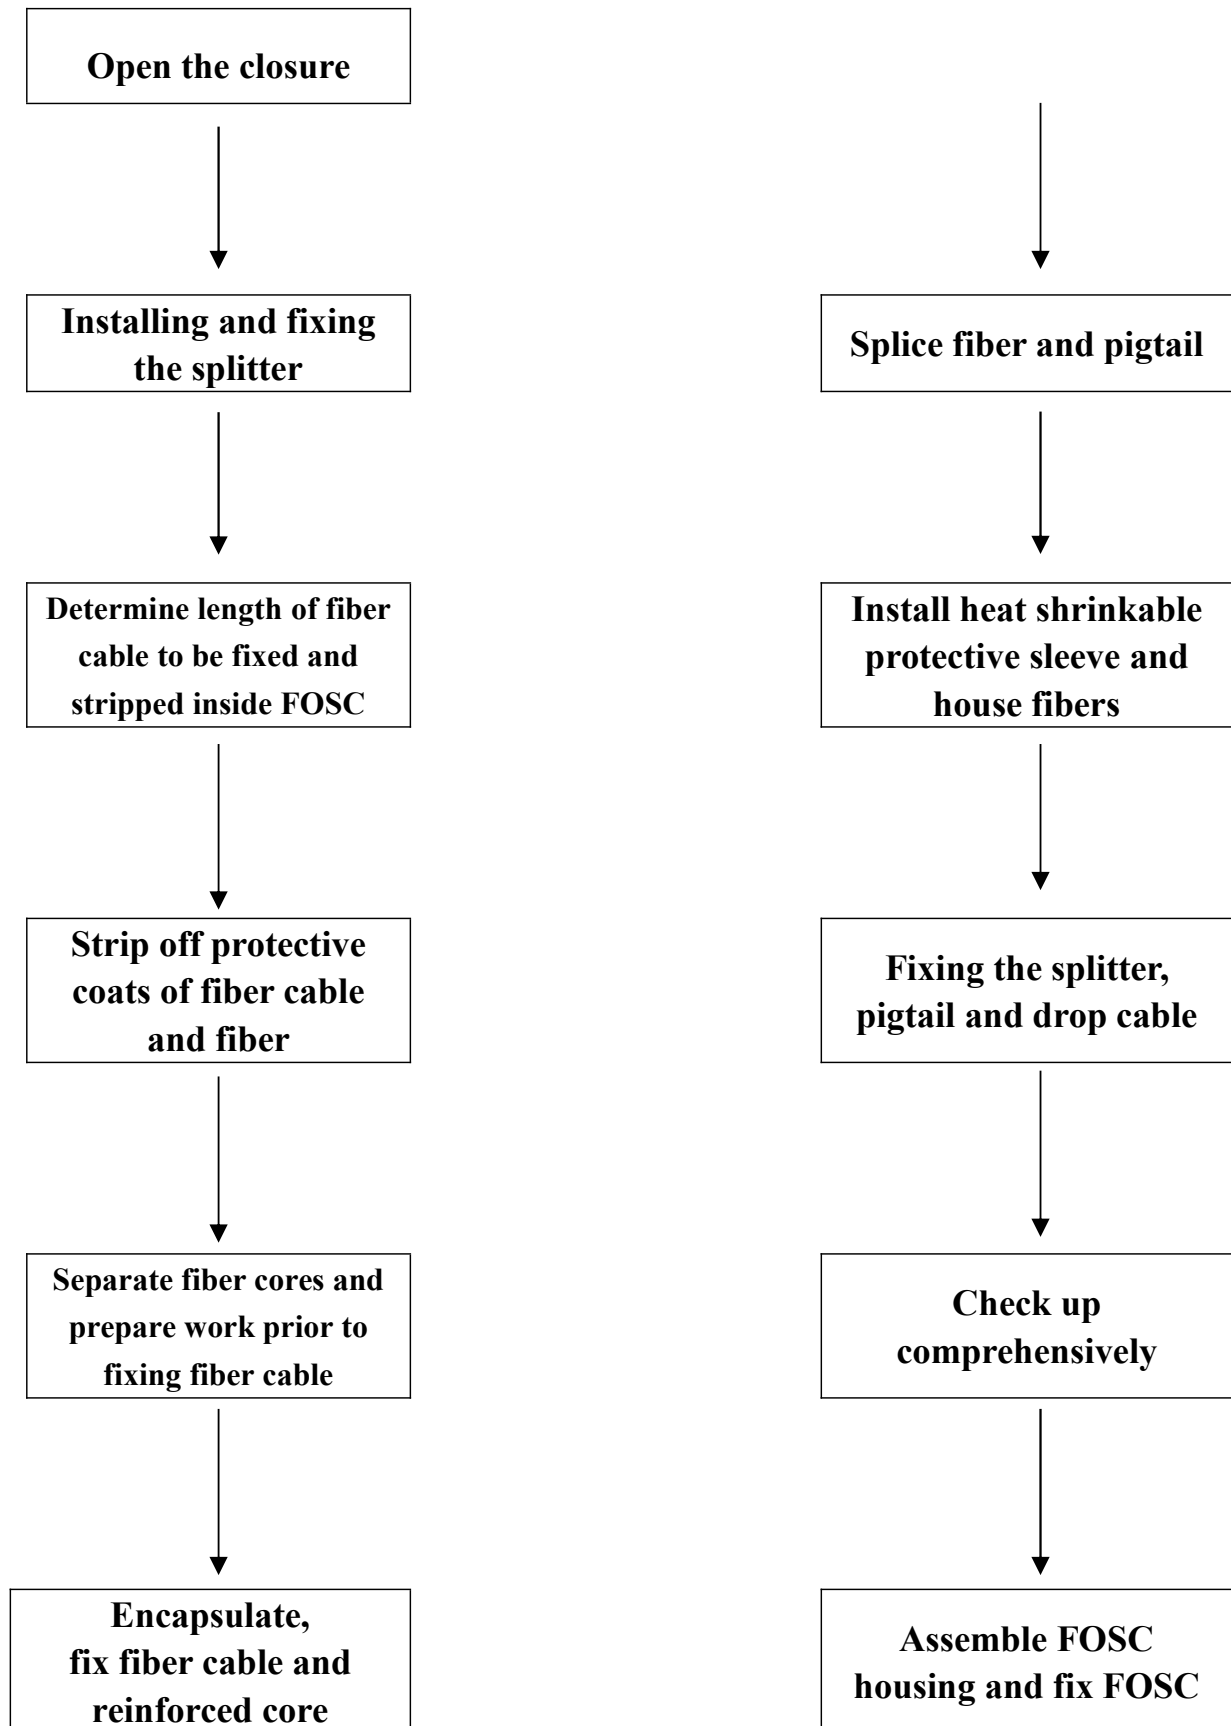 Open the closure
Installing and fixing
the splitter
Determine length of fiber
cable to be fixed and
stripped inside FOSC
Strip off protective
coats of fiber cable
and fiber
Separate fiber cores and
prepare work prior to
fixing fiber cable
Encapsulate,
fix fiber cable and
reinforced core
Splice fiber and pigtail
Install heat shrinkable
protective sleeve and
house fibers
Fixing the splitter,
pigtail and drop cable
Check up
comprehensively
Assemble FOSC
housing and fix FOSC